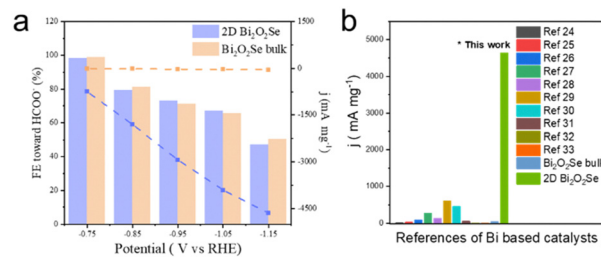 a
2D Bi₂O₂Se
Bi₂O₂Se bulk
FE toward HCOO⁻ (%)
120
100
80
60
40
20
0
1500
0
-1500
-3000
-4500
j (mA mg⁻¹)
-0.75
-0.85
-0.95
-1.05
-1.15
Potential ( V vs RHE)
b
* This work
j (mA mg⁻¹)
5000
4000
3000
2000
1000
0
Ref 24
Ref 25
Ref 26
Ref 27
Ref 28
Ref 29
Ref 30
Ref 31
Ref 32
Ref 33
Bi₂O₂Se bulk
2D Bi₂O₂Se
References of Bi based catalysts